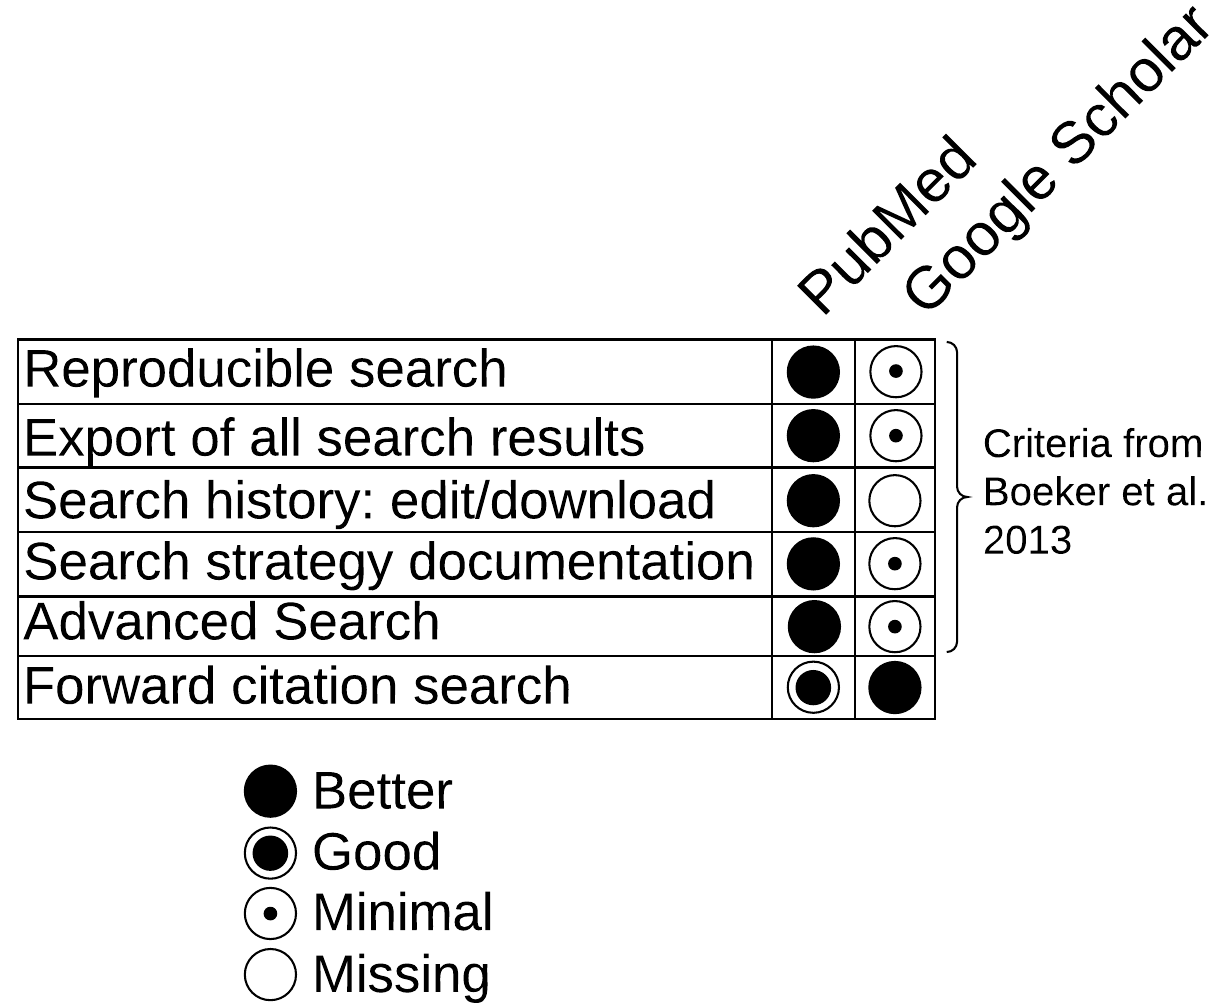 PubMed
Google Scholar
Reproducible search
Export of all search results
Search history: edit/download
Search strategy documentation
Advanced Search
Forward citation search
Criteria from
Boeker et al.
2013
Better
Good
Minimal
Missing